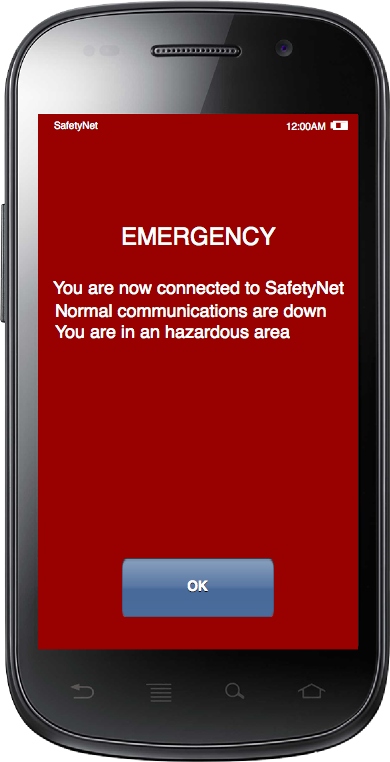 SafetyNet 12:00AM
EMERGENCY
You are now connected to SafetyNet
Normal communications are down
You are in an hazardous area
OK